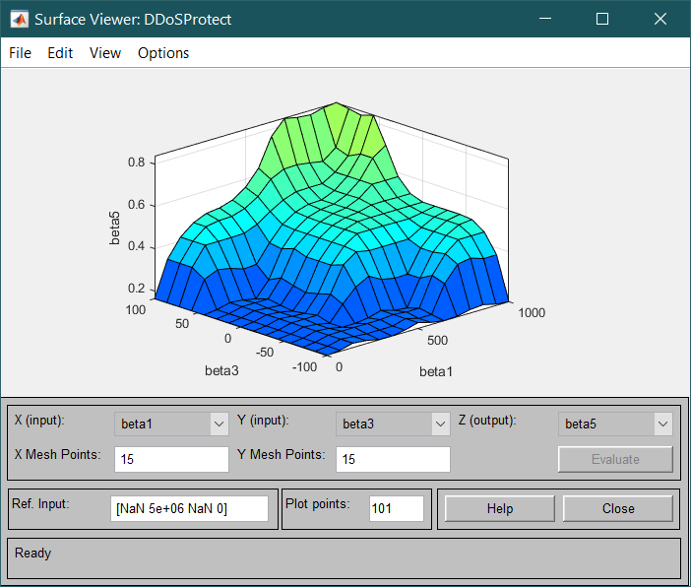 Surface Viewer: DDoSProtect
File Edit View Options
0.8
0.6
0.4
0.2
beta5
100
50
0
-50
-100
beta3
0
500
1000
beta1
X (input): beta1 Y (input): beta3 Z (output): beta5
X Mesh Points: 15 Y Mesh Points: 15 Evaluate
Ref. Input: [NaN 5e+06 NaN 0] Plot points: 101 Help Close
Ready